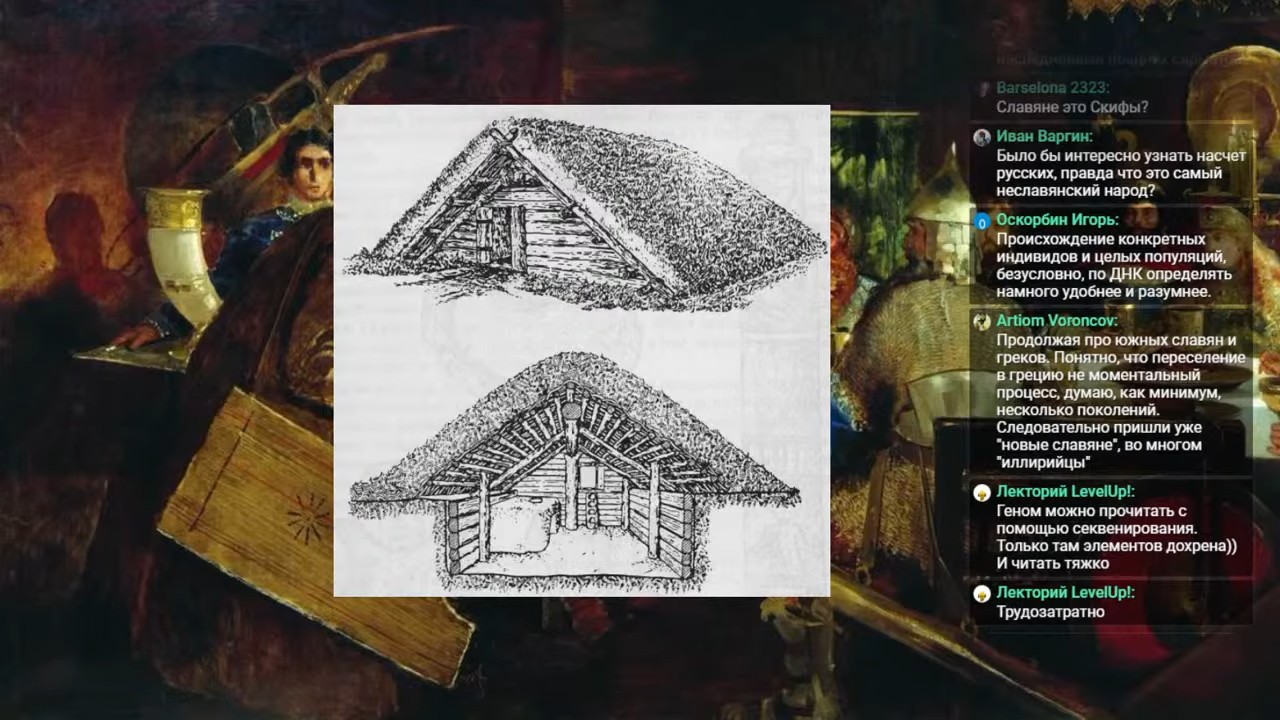 Barselona 2323:
Славяне это Скифы?
Иван Варгин:
Было бы интересно узнать насчет
русских, правда что это самый
неславянский народ?
Оскорбин Игорь:
Происхождение конкретных
индивидов и целых популяций,
безусловно, по ДНК определять
намного удобнее и разумнее.
Artiom Voroncov:
Продолжая про южных славян и
греков. Понятно, что переселение
в грецию не моментальный
процесс, думаю, как минимум,
несколько поколений.
Следовательно пришли уже
"новые славяне", во многом
"иллирийцы"
Лекторий LevelUp!:
Геном можно прочитать с
помощью секвенирования.
Только там элементов дохрена))
И читать тяжко
Лекторий LevelUp!:
Трудозатратно